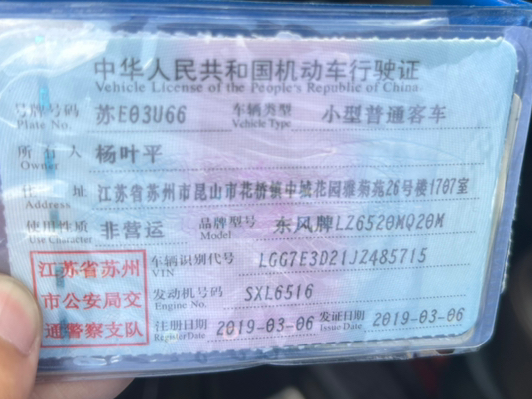 中华人民共和国机动车行驶证
Vehicle License of the People's Republic of China
号牌号码 Plate No. 苏E03U66 车辆类型 Vehicle Type 小型普通客车
所有人 Owner 杨叶平
住址 Address 江苏省苏州市昆山市花桥镇中城花园雅菊苑26号楼1707室
使用性质 Use Character 非营运 品牌型号 Model 东风牌LZ6520MQ20M
江苏省苏州市公安局交通警察支队
车辆识别代号 VIN LGG7E3D21JZ485715
发动机号码 Engine No. SXL6516
注册日期 Register Date 2019-03-06 发证日期 Issue Date 2019-03-06